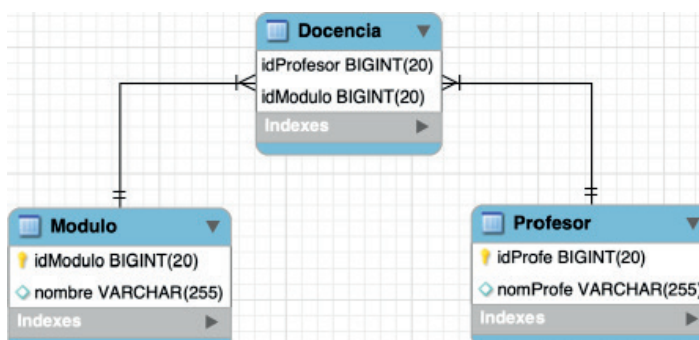 Docencia
idProfesor BIGINT(20)
idModulo BIGINT(20)
Indexes
Modulo
idModulo BIGINT(20)
nombre VARCHAR(255)
Indexes
Profesor
idProfe BIGINT(20)
nomProfe VARCHAR(255)
Indexes